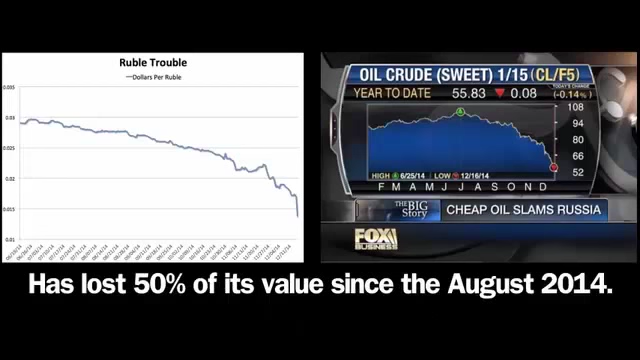 Ruble Trouble
Dollars Per Ruble
0.035
0.03
0.025
0.02
0.015
0.01
OIL CRUDE (SWEET) 1/15 (CL/F5)
YEAR TO DATE 55.83 ▼ 0.08 TODAY'S CHANGE (-0.14%)
108
94
80
66
52
HIGH 6/25/14 LOW 12/16/14
F M A M J J A S O N D
THE BIG Story
CHEAP OIL SLAMS RUSSIA
FOX
BUSINESS
Has lost 50% of its value since the August 2014.